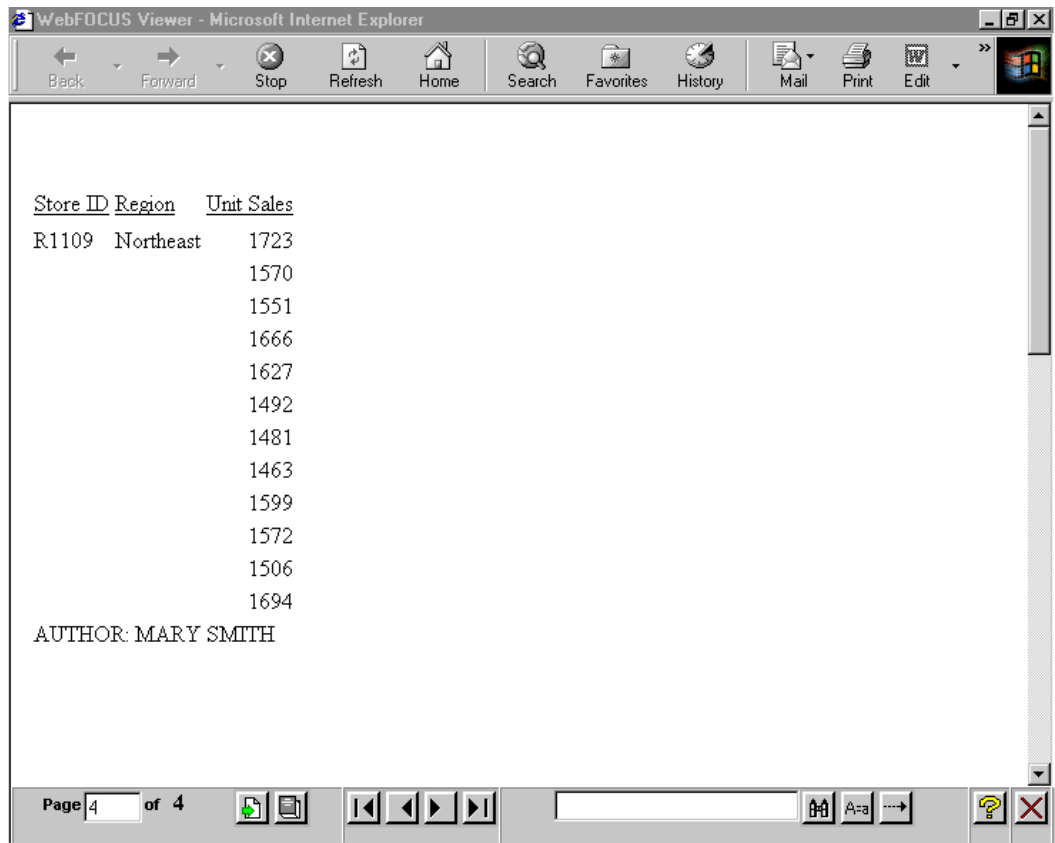 WebFOCUS Viewer - Microsoft Internet Explorer
Back Forward Stop Refresh Home Search Favorites History Mail Print Edit »
Store ID Region Unit Sales
R1109 Northeast 1723
1570
1551
1666
1627
1492
1481
1463
1599
1572
1506
1694
AUTHOR: MARY SMITH
Page 4 of 4 A=a